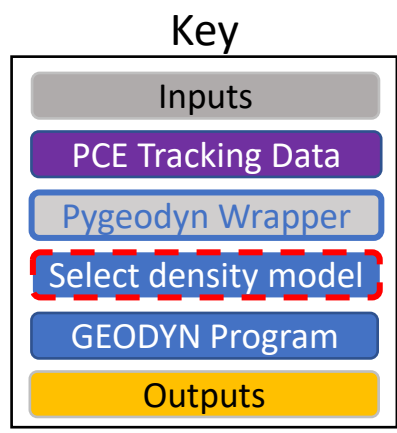 Key
Inputs
PCE Tracking Data
Pygeodyn Wrapper
Select density model
GEODYN Program
Outputs